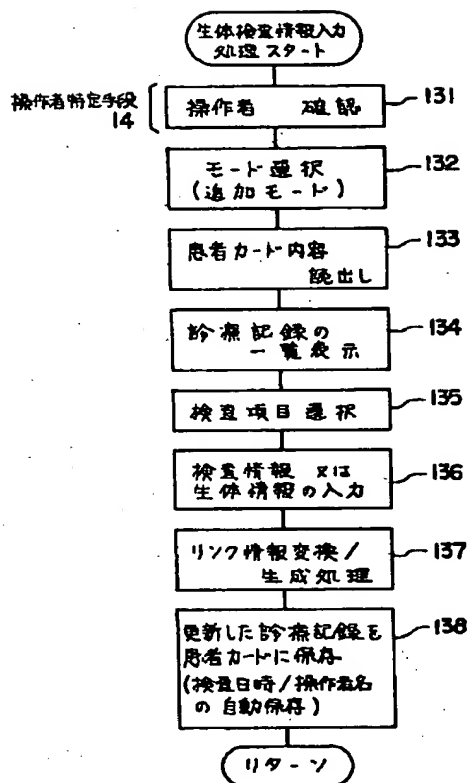 生体検査情報入力
処理スタート
操作者特定手段
14
操作者 確認
131
モード選択
(追加モード)
132
患者カード内容
読出し
133
診療記録の
一覧表示
134
検査項目選択
135
検査情報 又は
生体情報の入力
136
リンク情報変換/
生成処理
137
更新した診療記録を
患者カードに保存
(検査日時/操作者名
の自動保存)
138
リターン